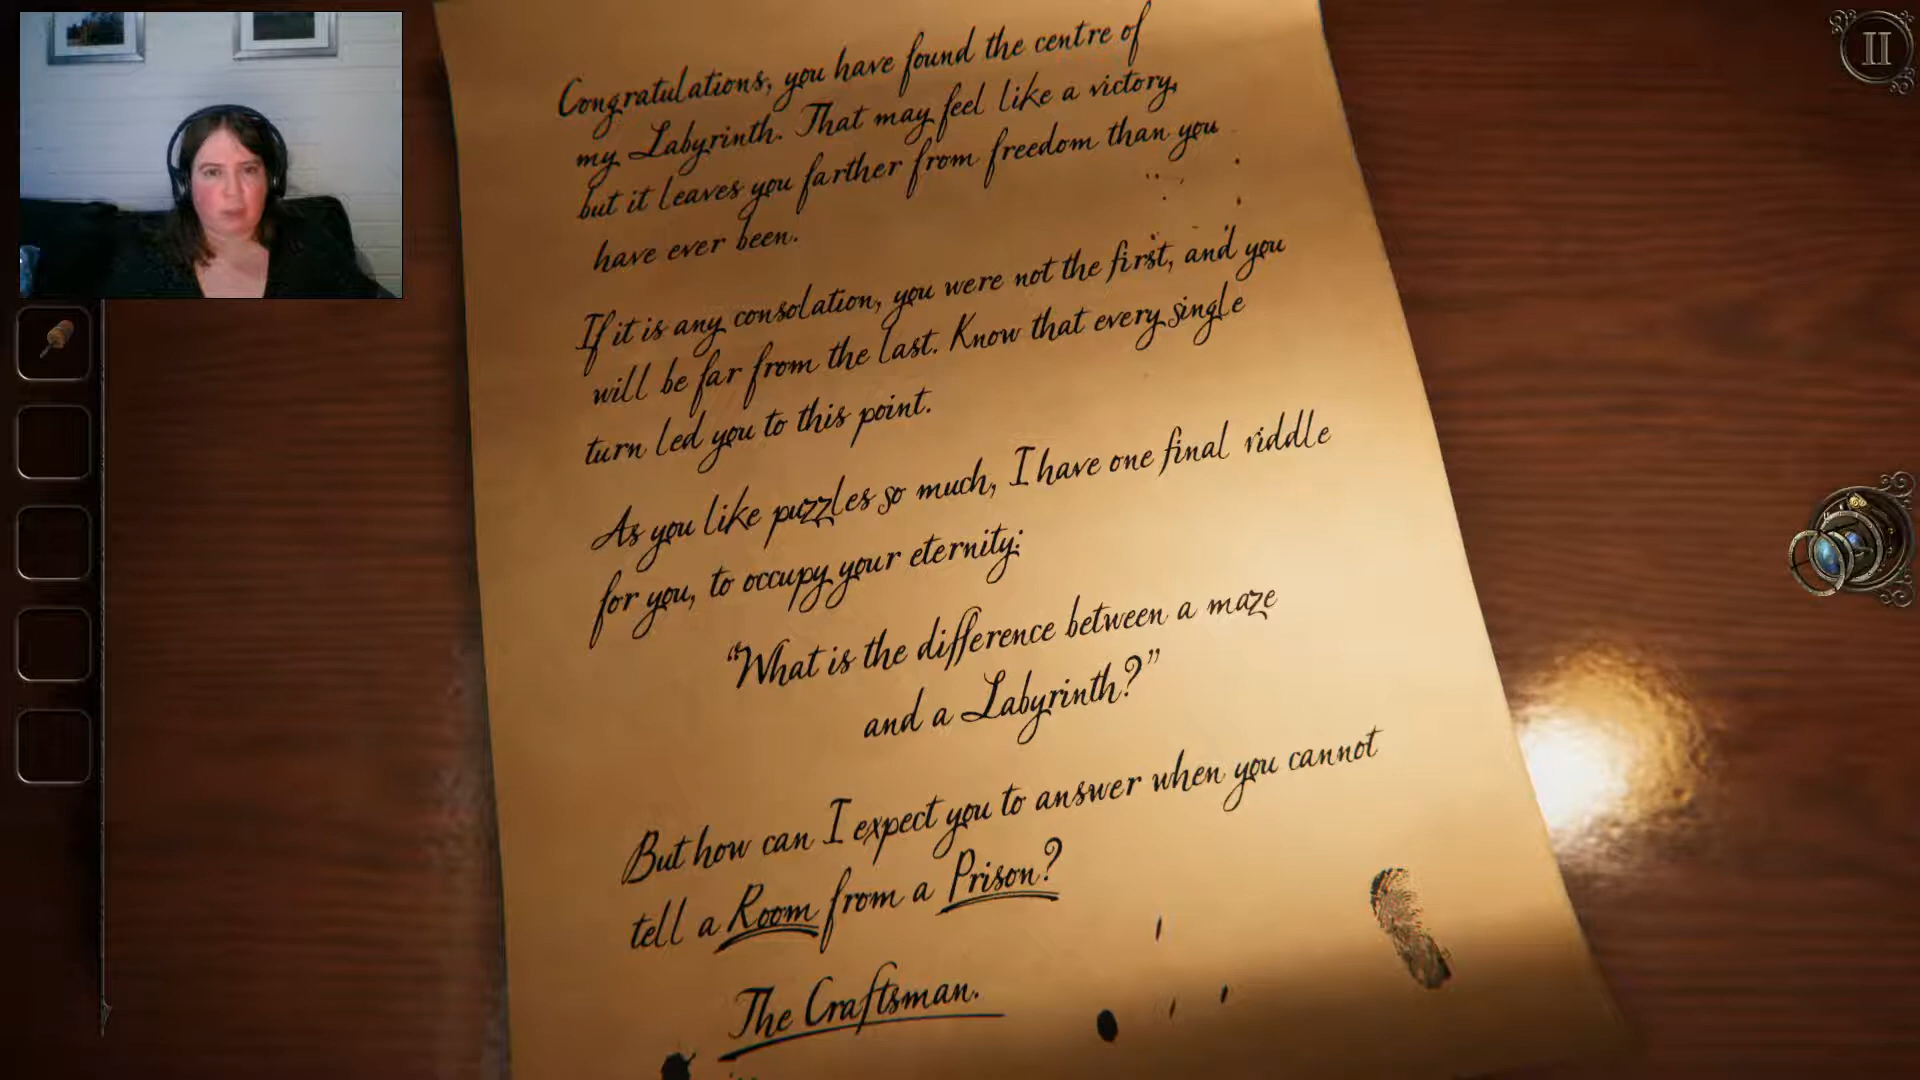 Congratulations, you have found the centre of
my Labyrinth. That may feel like a victory,
but it leaves you farther from freedom than you
have ever been.
If it is any consolation, you were not the first, and you
will be far from the last. Know that every single
turn led you to this point.
As you like puzzles so much, I have one final riddle
for you, to occupy your eternity:
“What is the difference between a maze
and a Labyrinth?”
But how can I expect you to answer when you cannot
tell a Room from a Prison?
The Craftsman.